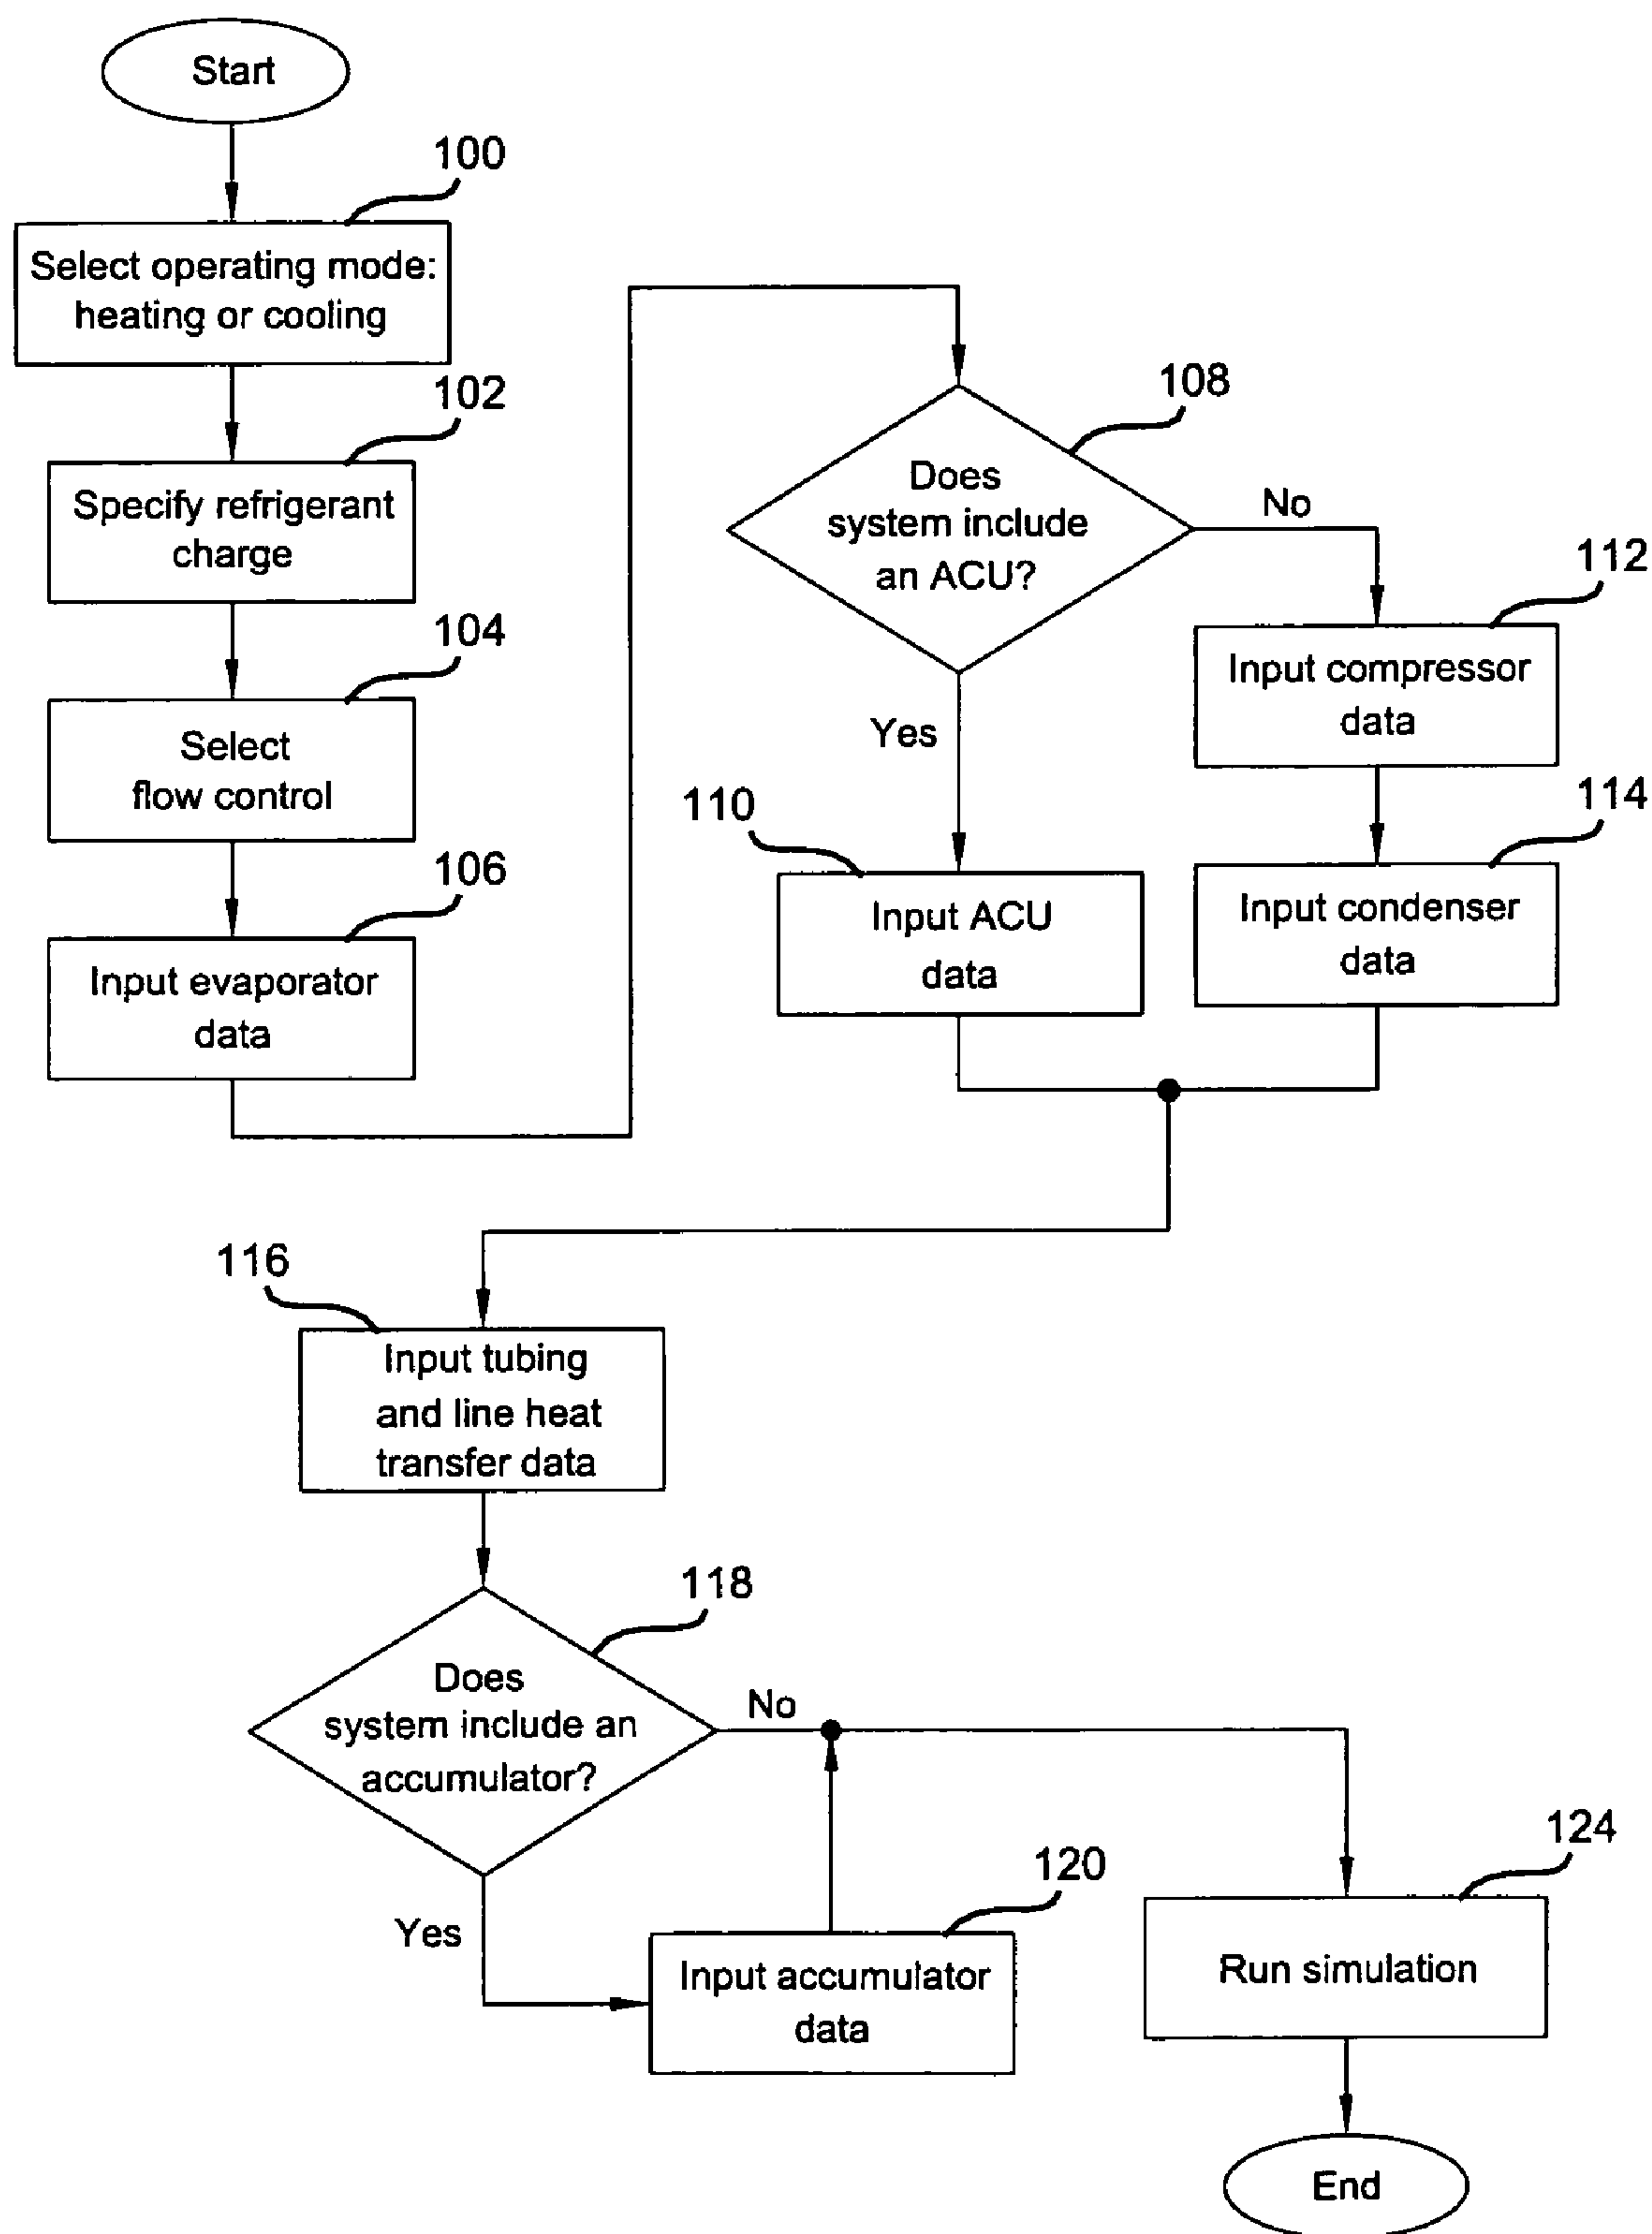 Start
100
Select operating mode:
heating or cooling
102
Specify refrigerant
charge
104
Select
flow control
106
Input evaporator
data
108
Does
system include
an ACU?
No
Yes
112
Input compressor
data
110
Input ACU
data
114
Input condenser
data
116
Input tubing
and line heat
transfer data
118
Does
system include an
accumulator?
No
Yes
120
Input accumulator
data
124
Run simulation
End